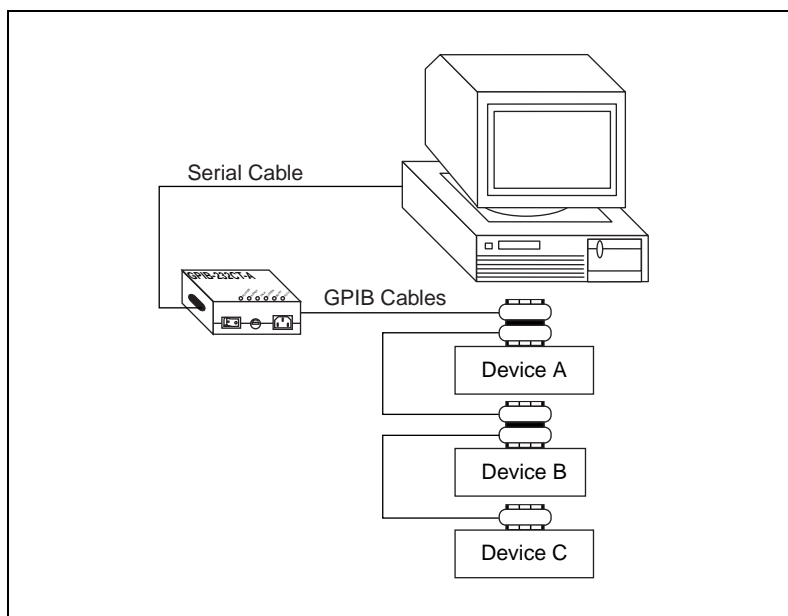 Serial Cable
GPIB-232CT-A
GPIB Cables
Device A
Device B
Device C